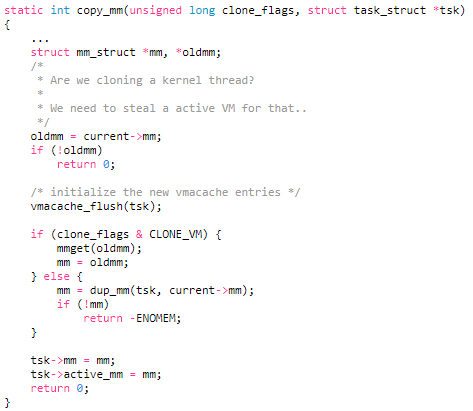 static int copy_mm(unsigned long clone_flags, struct task_struct *tsk)
{
    ...
    struct mm_struct *mm, *oldmm;
    /*
     * Are we cloning a kernel thread?
     *
     * We need to steal a active VM for that..
     */
    oldmm = current->mm;
    if (!oldmm)
        return 0;

    /* initialize the new vmacache entries */
    vmacache_flush(tsk);

    if (clone_flags & CLONE_VM) {
        mmget(oldmm);
        mm = oldmm;
    } else {
        mm = dup_mm(tsk, current->mm);
        if (!mm)
            return -ENOMEM;
    }

    tsk->mm = mm;
    tsk->active_mm = mm;
    return 0;
}